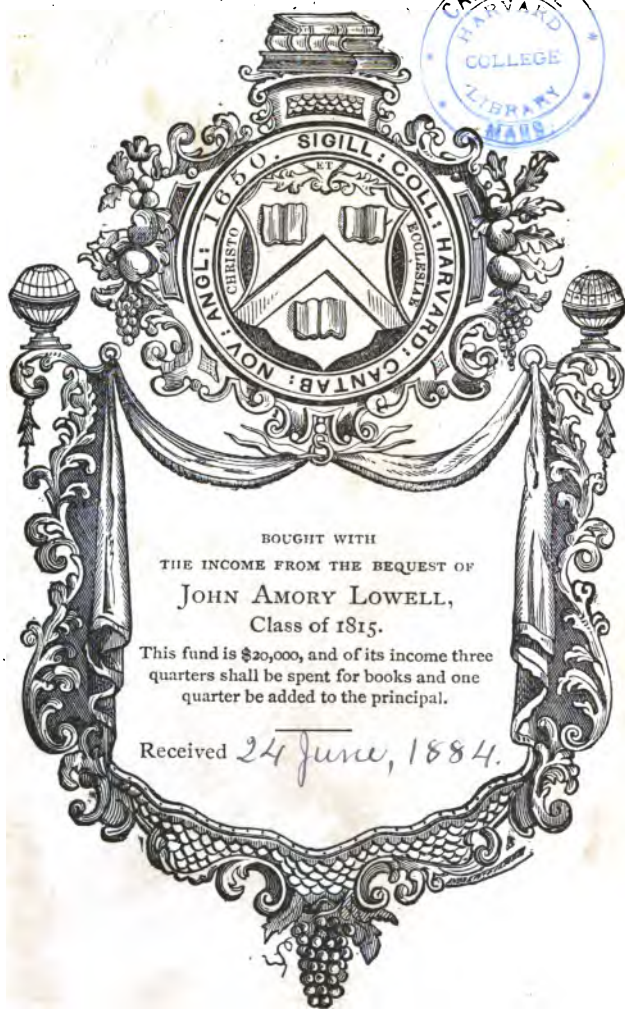 HARVARD
COLLEGE
LIBRARY
MASS.
SIGILL: COLL: HARVARD: CANTAB: NOV: ANGL: 1650.
ET
CHRISTO
ECCLESIAE
BOUGHT WITH
THE INCOME FROM THE BEQUEST OF
JOHN AMORY LOWELL,
Class of 1815.
This fund is $20,000, and of its income three
quarters shall be spent for books and one
quarter be added to the principal.
Received 24 June, 1884.